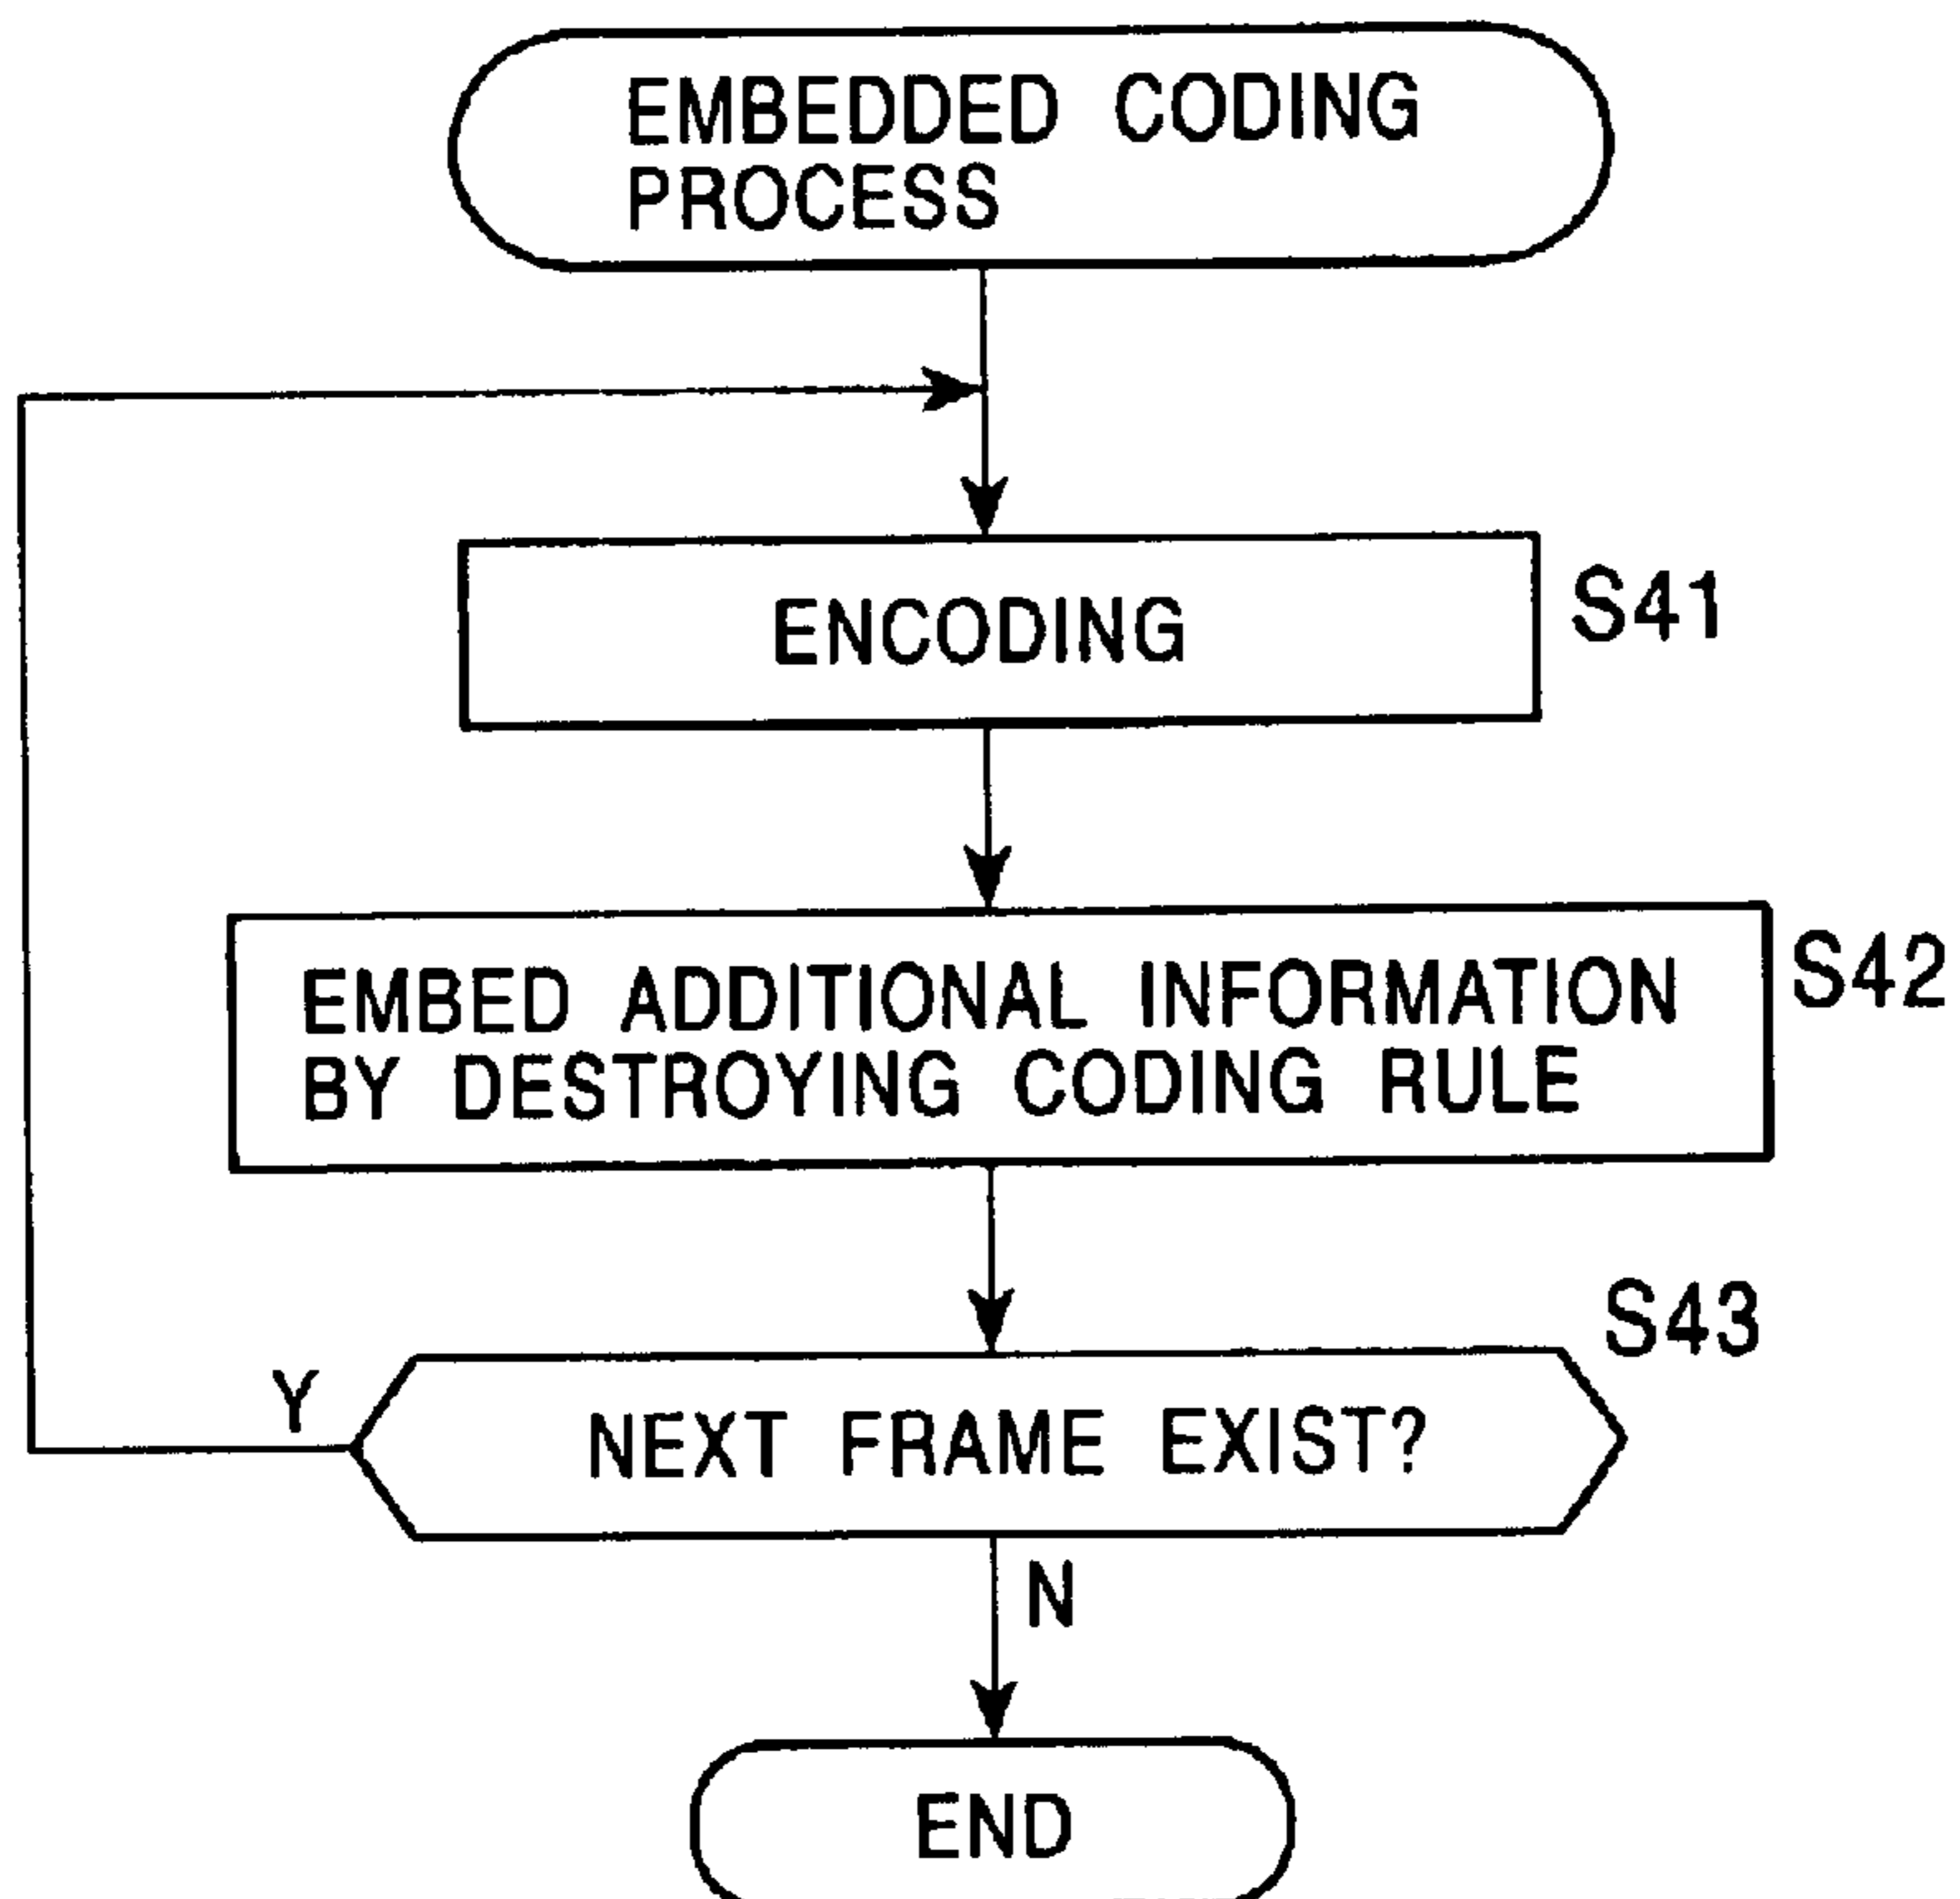 EMBEDDED CODING
PROCESS
ENCODING
S41
EMBED ADDITIONAL INFORMATION
BY DESTROYING CODING RULE
S42
S43
Y
NEXT FRAME EXIST?
N
END